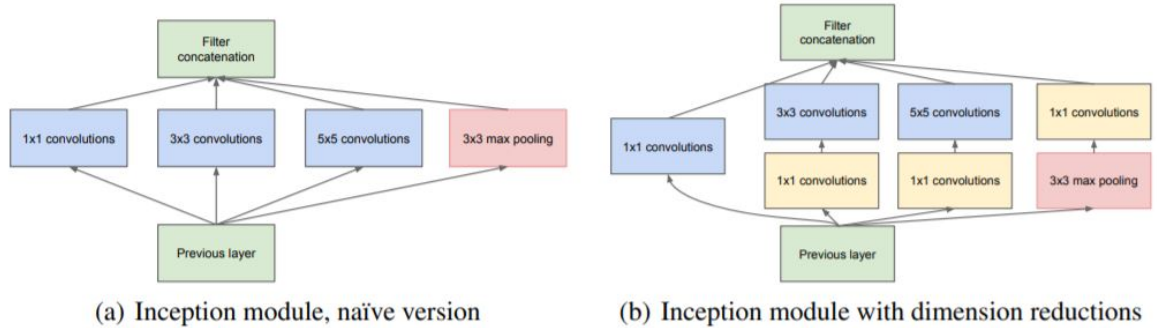 Filter
concatenation
1x1 convolutions
3x3 convolutions
5x5 convolutions
3x3 max pooling
Previous layer
(a) Inception module, naïve version
Filter
concatenation
3x3 convolutions
5x5 convolutions
1x1 convolutions
1x1 convolutions
1x1 convolutions
1x1 convolutions
3x3 max pooling
Previous layer
(b) Inception module with dimension reductions